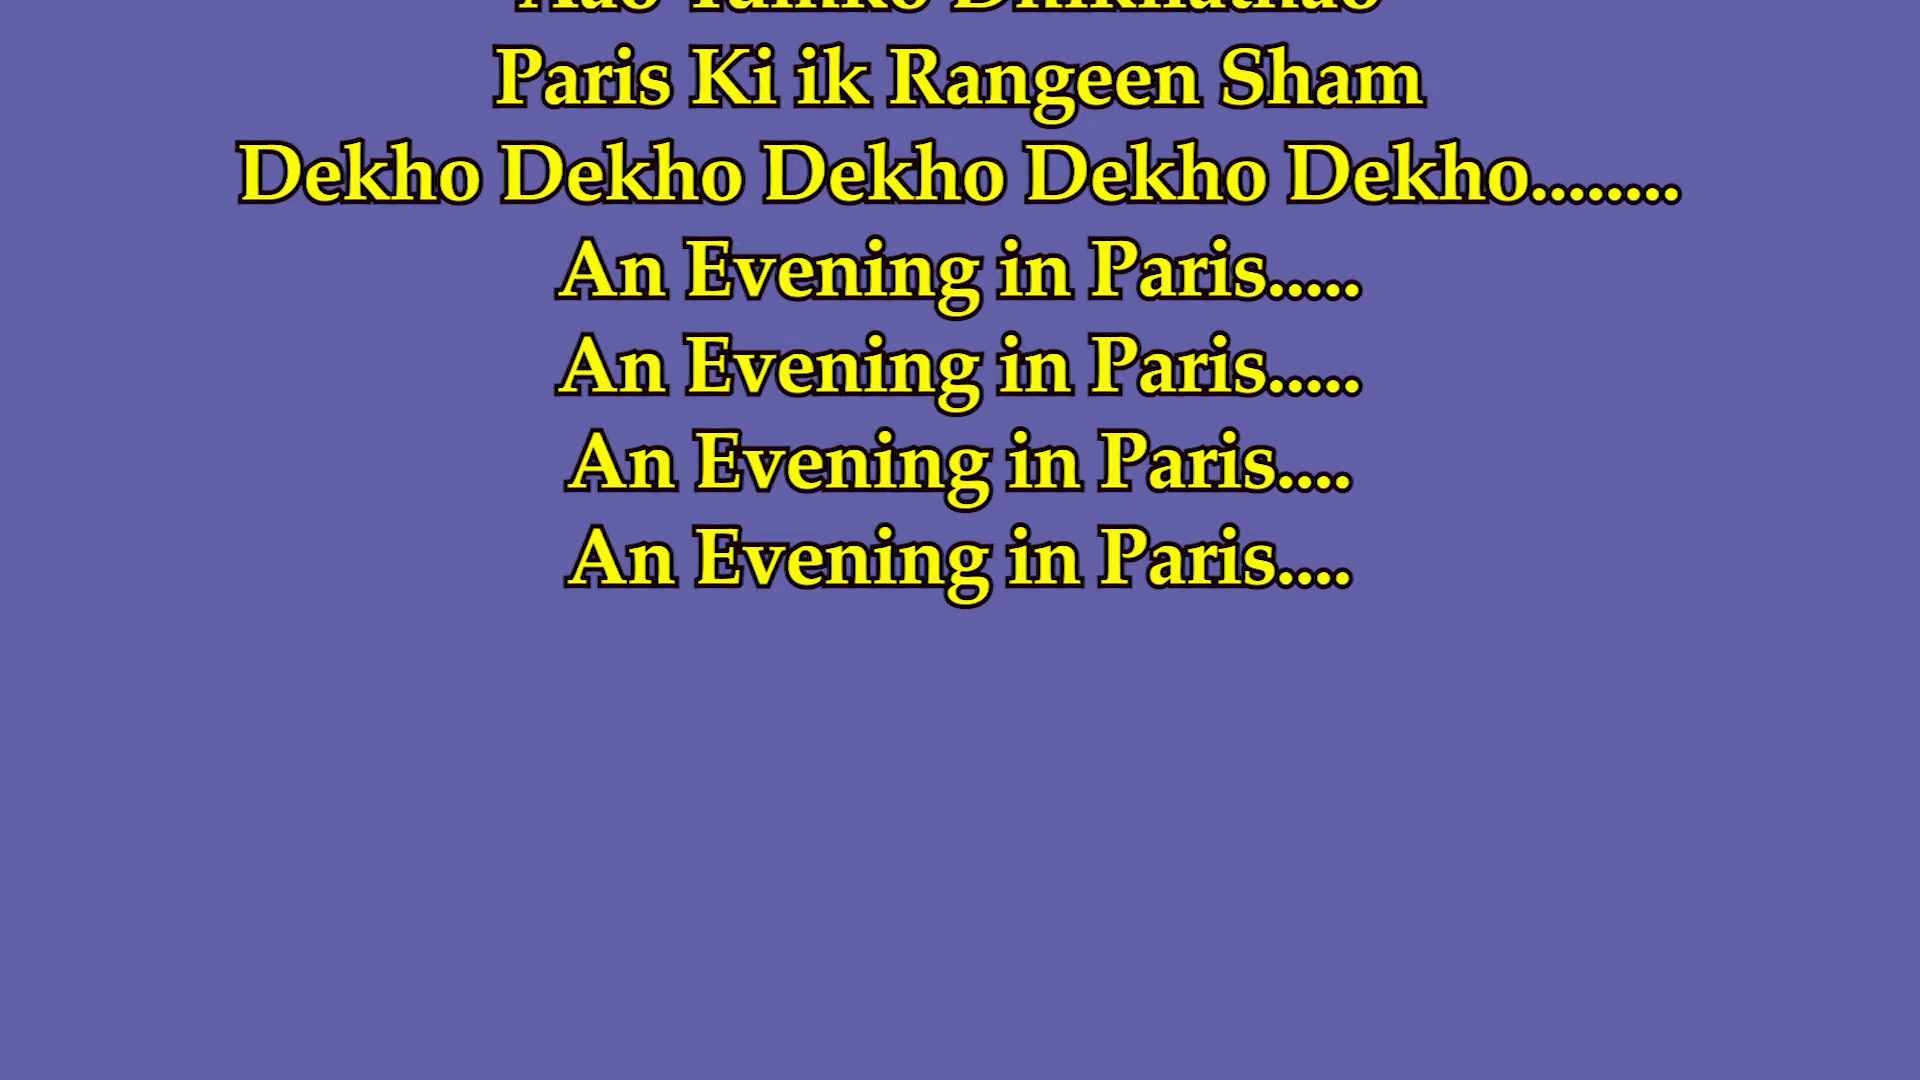 Paris Ki ik Rangeen Sham
Dekho Dekho Dekho Dekho Dekho........
An Evening in Paris.....
An Evening in Paris.....
An Evening in Paris....
An Evening in Paris....